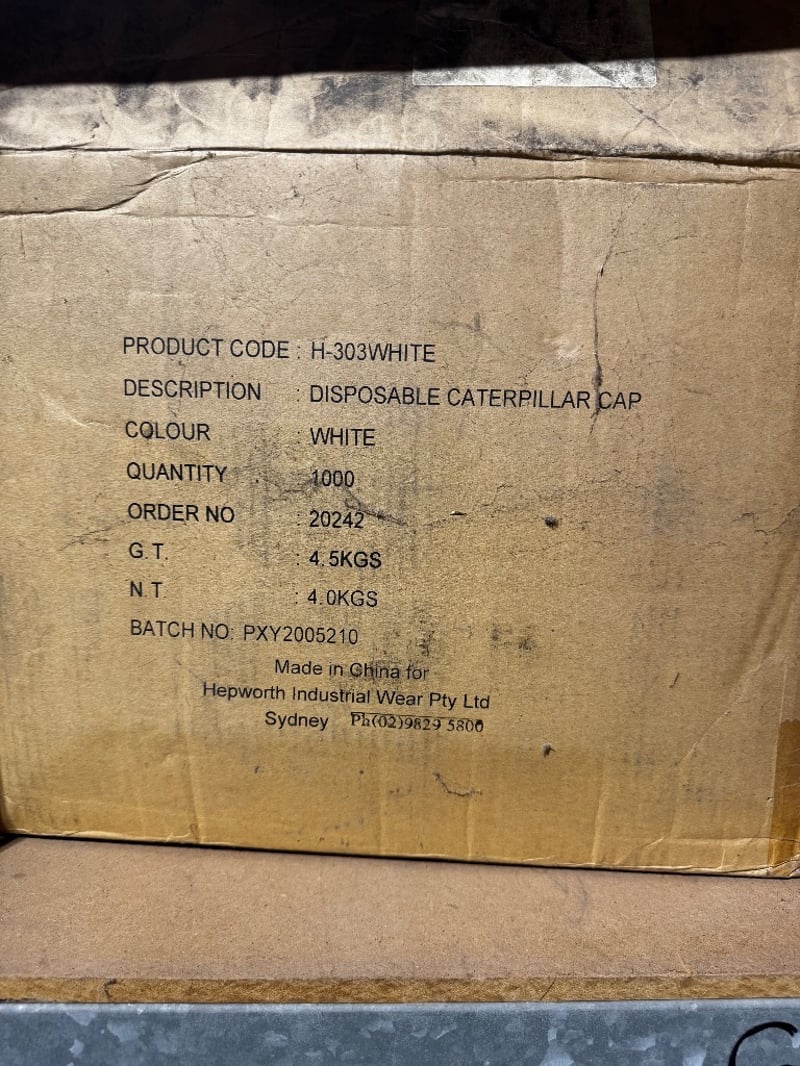 PRODUCT CODE : H-303WHITE
DESCRIPTION : DISPOSABLE CATERPILLAR CAP
COLOUR : WHITE
QUANTITY : 1000
ORDER NO : 20242
G.T. : 4.5KGS
N.T : 4.0KGS
BATCH NO: PXY2005210
Made in China for
Hepworth Industrial Wear Pty Ltd
Sydney Ph(02)9829 5800